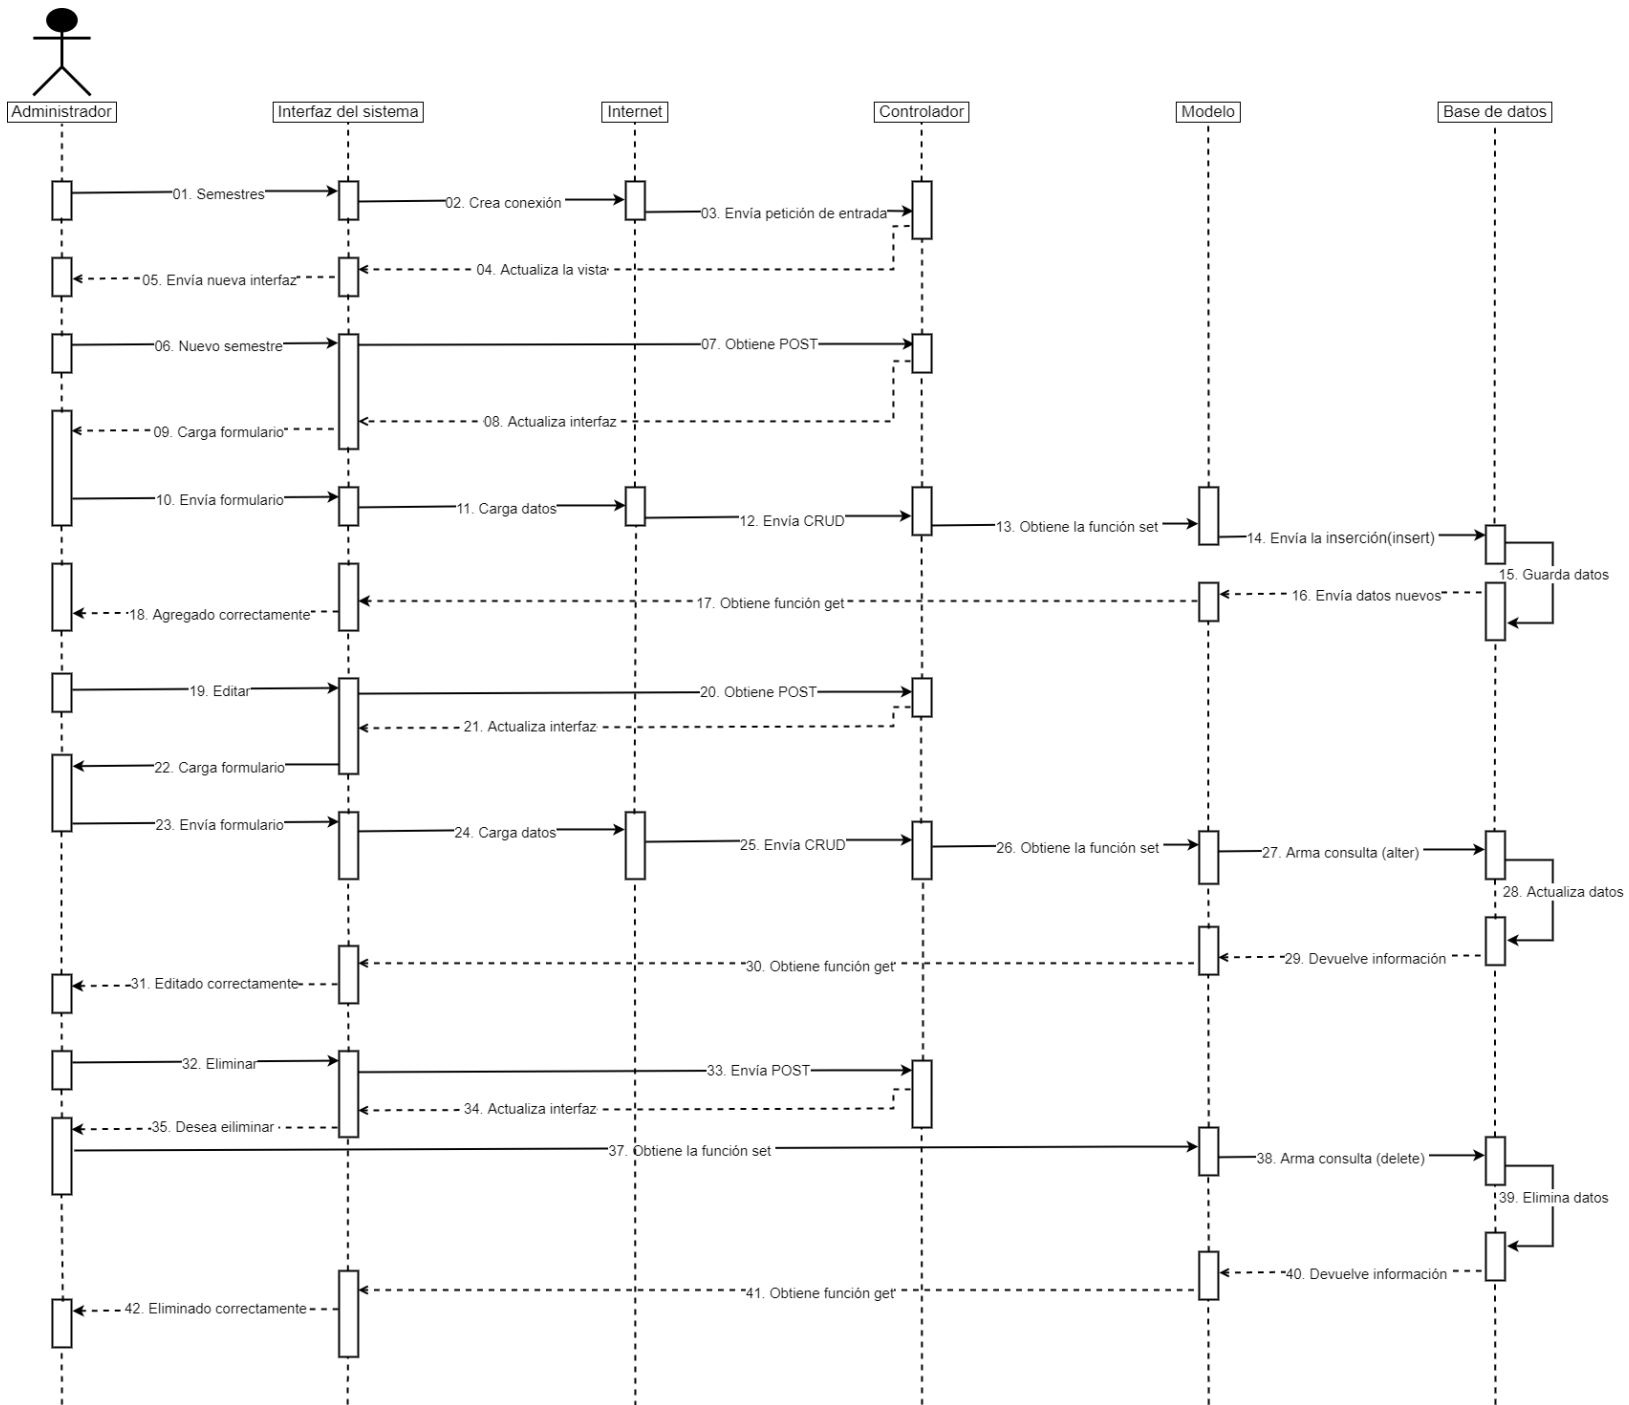 Administrador
Interfaz del sistema
Internet
Controlador
Modelo
Base de datos
01. Semestres
02. Crea conexión
03. Envía petición de entrada
04. Actualiza la vista
05. Envía nueva interfaz
06. Nuevo semestre
07. Obtiene POST
08. Actualiza interfaz
09. Carga formulario
10. Envía formulario
11. Carga datos
12. Envía CRUD
13. Obtiene la función set
14. Envía la inserción(insert)
15. Guarda datos
16. Envía datos nuevos
17. Obtiene función get
18. Agregado correctamente
19. Editar
20. Obtiene POST
21. Actualiza interfaz
22. Carga formulario
23. Envía formulario
24. Carga datos
25. Envía CRUD
26. Obtiene la función set
27. Arma consulta (alter)
28. Actualiza datos
29. Devuelve información
30. Obtiene función get
31. Editado correctamente
32. Eliminar
33. Envía POST
34. Actualiza interfaz
35. Desea eiliminar
37. Obtiene la función set
38. Arma consulta (delete)
39. Elimina datos
40. Devuelve información
41. Obtiene función get
42. Eliminado correctamente